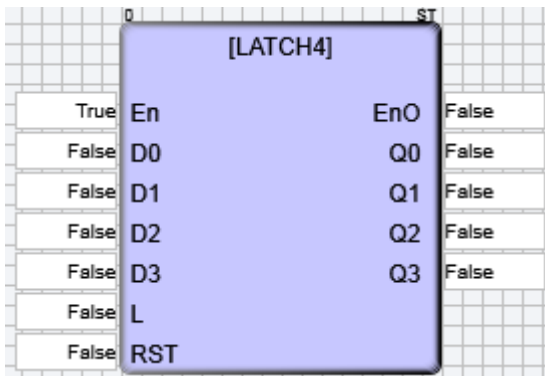 0 ST
[LATCH4]
True En EnO False
False D0 Q0 False
False D1 Q1 False
False D2 Q2 False
False D3 Q3 False
False L
False RST